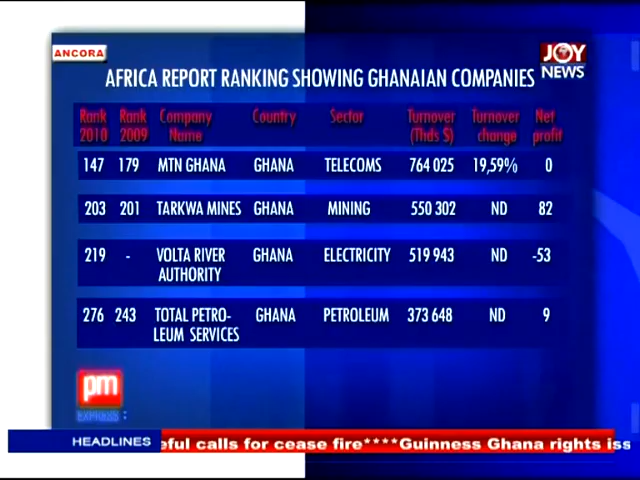 ANCORA
JOY
NEWS
AFRICA REPORT RANKING SHOWING GHANAIAN COMPANIES
Rank 2010 Rank 2009 Company Name Country Sector Turnover (Thds $) Turnover change Net profit
147 179 MTN GHANA GHANA TELECOMS 764 025 19,59% 0
203 201 TARKWA MINES GHANA MINING 550 302 ND 82
219 - VOLTA RIVER AUTHORITY GHANA ELECTRICITY 519 943 ND -53
276 243 TOTAL PETRO-LEUM SERVICES GHANA PETROLEUM 373 648 ND 9
pm
EXPRESS:
HEADLINES eful calls for cease fire****Guinness Ghana rights iss